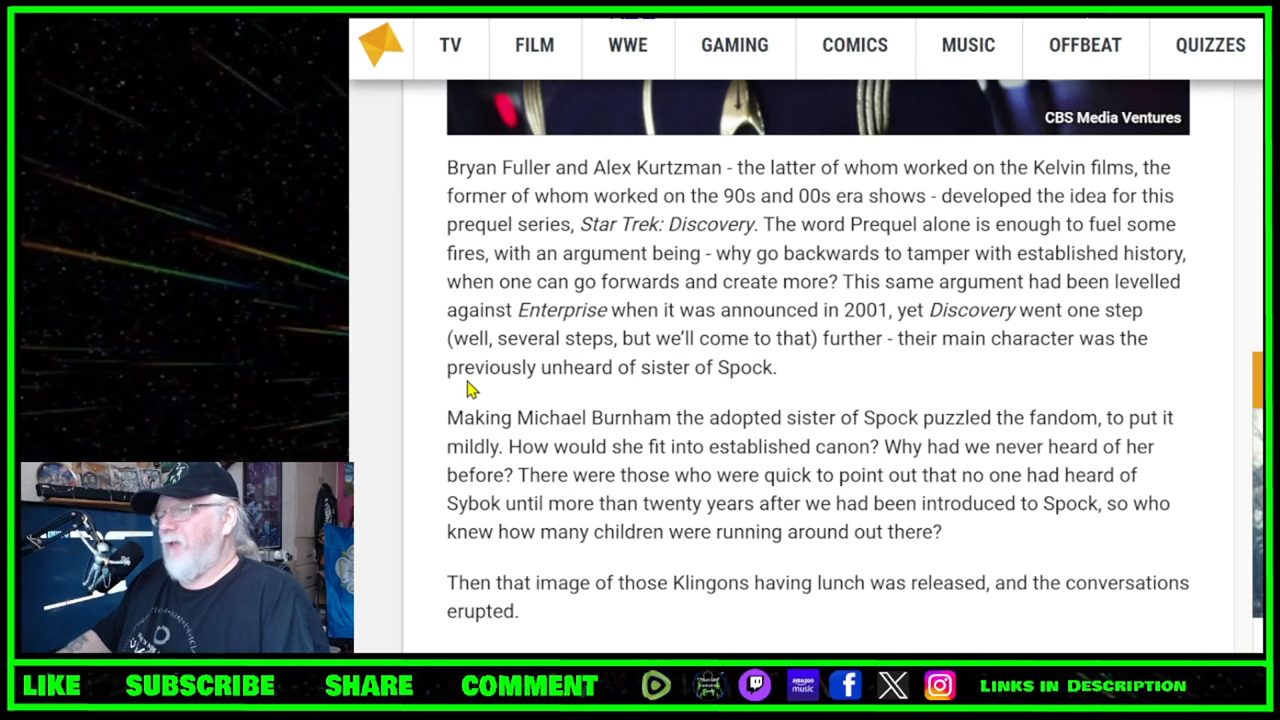 TV FILM WWE GAMING COMICS MUSIC OFFBEAT QUIZZES
CBS Media Ventures
Bryan Fuller and Alex Kurtzman - the latter of whom worked on the Kelvin films, the
former of whom worked on the 90s and 00s era shows - developed the idea for this
prequel series, Star Trek: Discovery. The word Prequel alone is enough to fuel some
fires, with an argument being - why go backwards to tamper with established history,
when one can go forwards and create more? This same argument had been levelled
against Enterprise when it was announced in 2001, yet Discovery went one step
(well, several steps, but we’ll come to that) further - their main character was the
previously unheard of sister of Spock.
Making Michael Burnham the adopted sister of Spock puzzled the fandom, to put it
mildly. How would she fit into established canon? Why had we never heard of her
before? There were those who were quick to point out that no one had heard of
Sybok until more than twenty years after we had been introduced to Spock, so who
knew how many children were running around out there?
Then that image of those Klingons having lunch was released, and the conversations
erupted.
LIKE SUBSCRIBE SHARE COMMENT amazon music LINKS IN DESCRIPTION